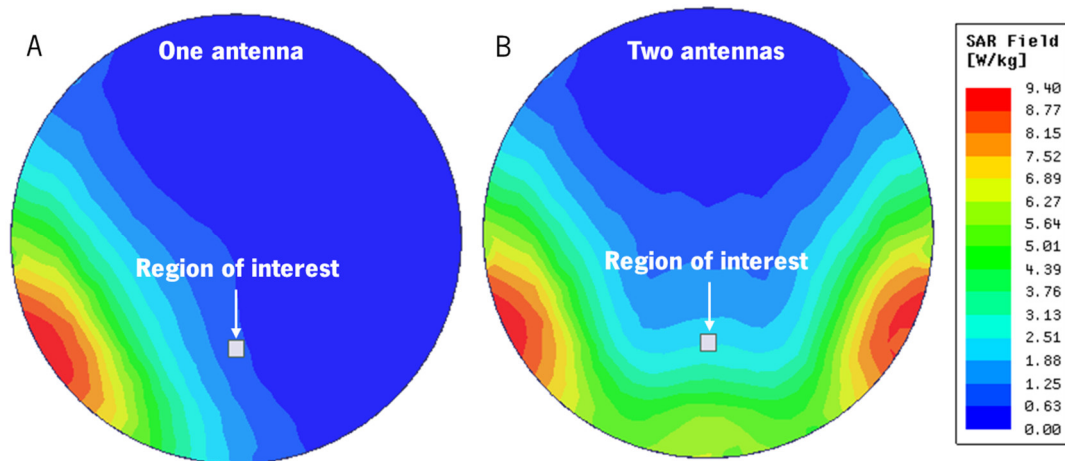 A
One antenna
Region of interest
B
Two antennas
Region of interest
SAR Field
[W/kg]
9.40
8.77
8.15
7.52
6.89
6.27
5.64
5.01
4.39
3.76
3.13
2.51
1.88
1.25
0.63
0.00